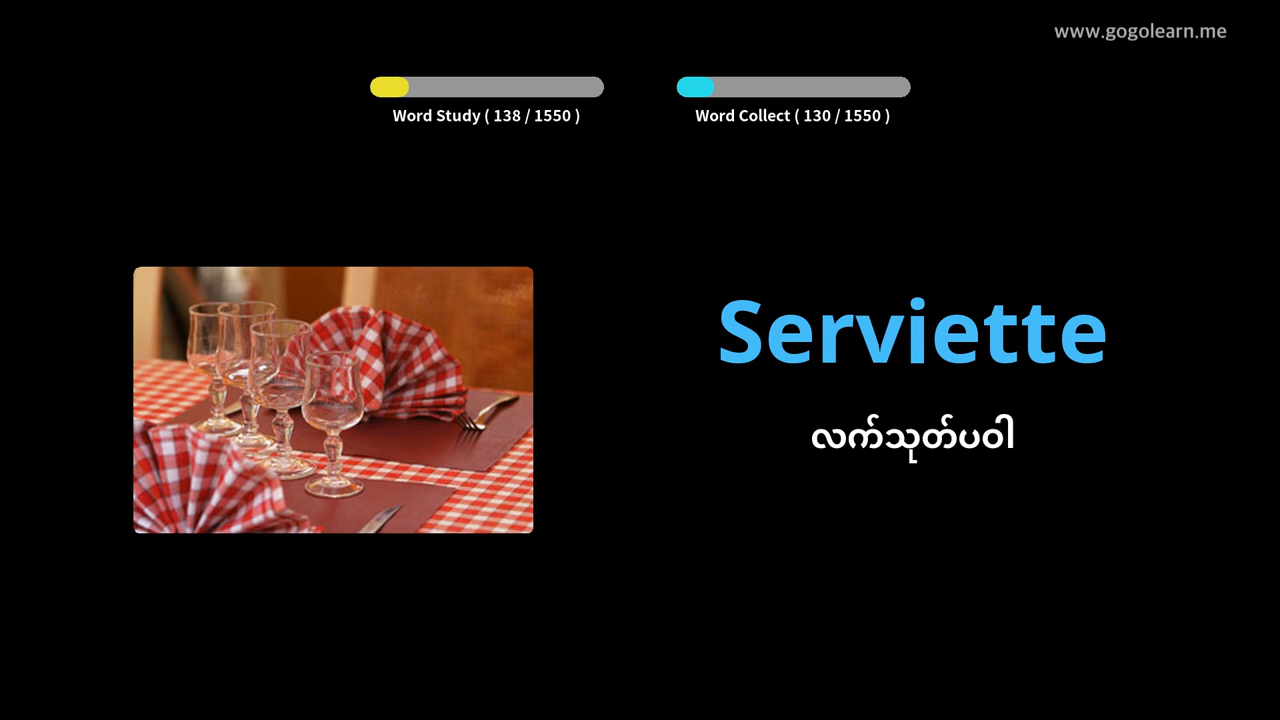 www.gogolearn.me
Word Study ( 138 / 1550 )
Word Collect ( 130 / 1550 )
Serviette
လက်သုတ်ပဝါ